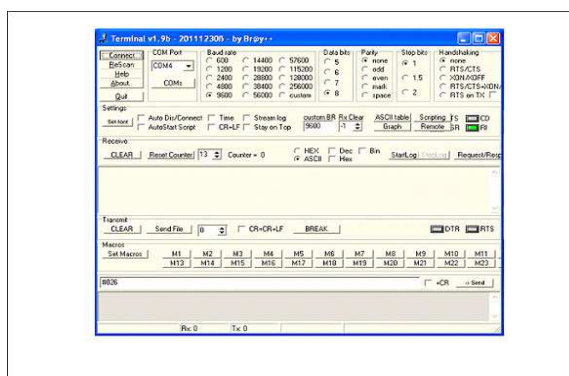 Terminal v1.9b - 20111230ß - by Br@y++
Connect
ReScan
Help
About..
Quit
COM Port
COM4
COMs
Baud rate
600 14400 57600
1200 19200 115200
2400 28800 128000
4800 38400 256000
9600 56000 custom
Data bits
5
6
7
8
Parity
none
odd
even
mark
space
Stop bits
1
1.5
2
Handshaking
none
RTS/CTS
XON/XOFF
RTS/CTS+XON/
RTS on TX
Settings
Set font
Auto Dis/Connect Time Stream log
AutoStart Script CR=LF Stay on Top
custom BR Rx Clear
9600 -1
ASCII table Scripting
Graph Remote
CD
Receive
CLEAR Reset Counter 13 Counter = 0
HEX Dec Bin
ASCII Hex
StartLog StopLog Request/Resp
Transmit
CLEAR Send File 0 CR=CR+LF BREAK DTR RTS
Macros
Set Macros M1 M2 M3 M4 M5 M6 M7 M8 M9 M10 M11
M13 M14 M15 M16 M17 M18 M19 M20 M21 M22 M23
+CR -> Send
Rx: 0 Tx: 0